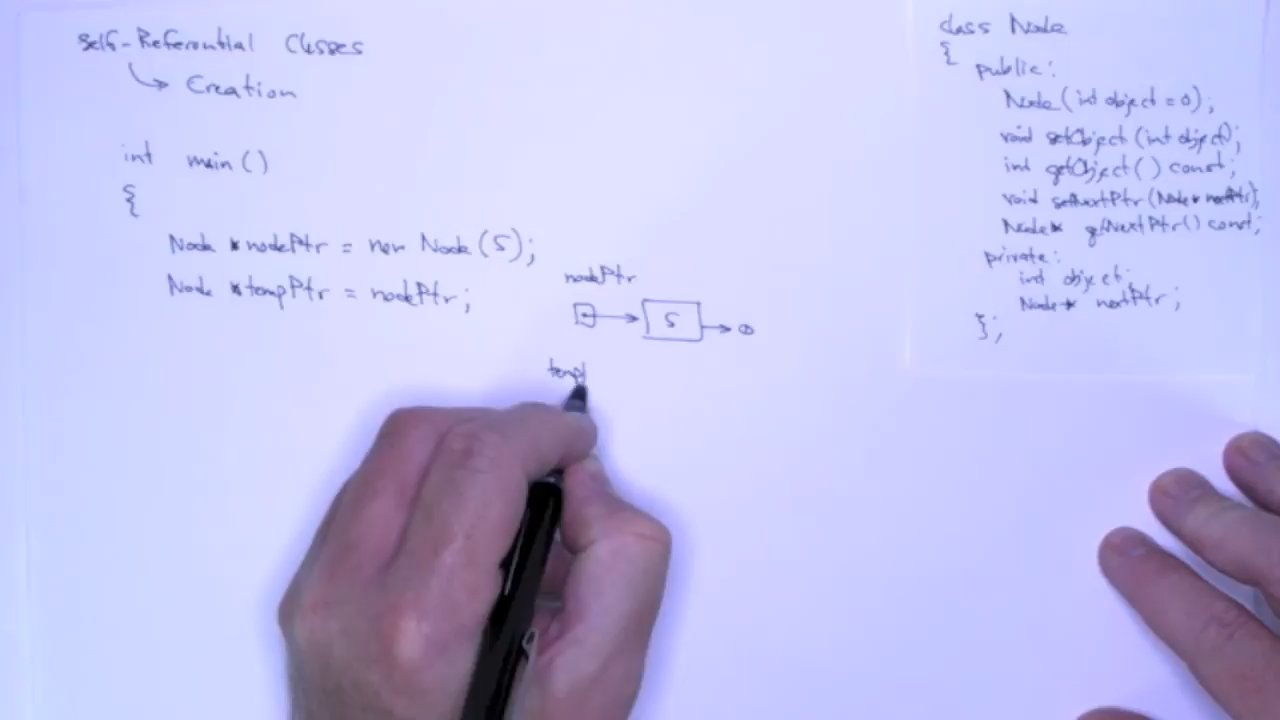 Self-Referential Classes
Creation
int main()
{
Node *nodePtr = new Node(5);
Node *tempPtr = nodePtr;
nodePtr
5
temp
class Node
{
public:
Node(int object = 0);
void setObject(int object);
int getObject() const;
void setNextPtr(Node* nextPtr);
Node* getNextPtr() const;
private:
int object;
Node* nextPtr;
};